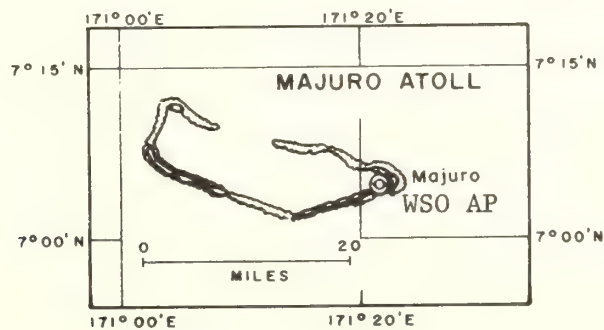 171° 00'E 171° 20'E
7° 15' N 7° 15' N
MAJURO ATOLL
Majuro
WSO AP
7° 00' N 7° 00' N
0 20
MILES
171° 00'E 171° 20'E